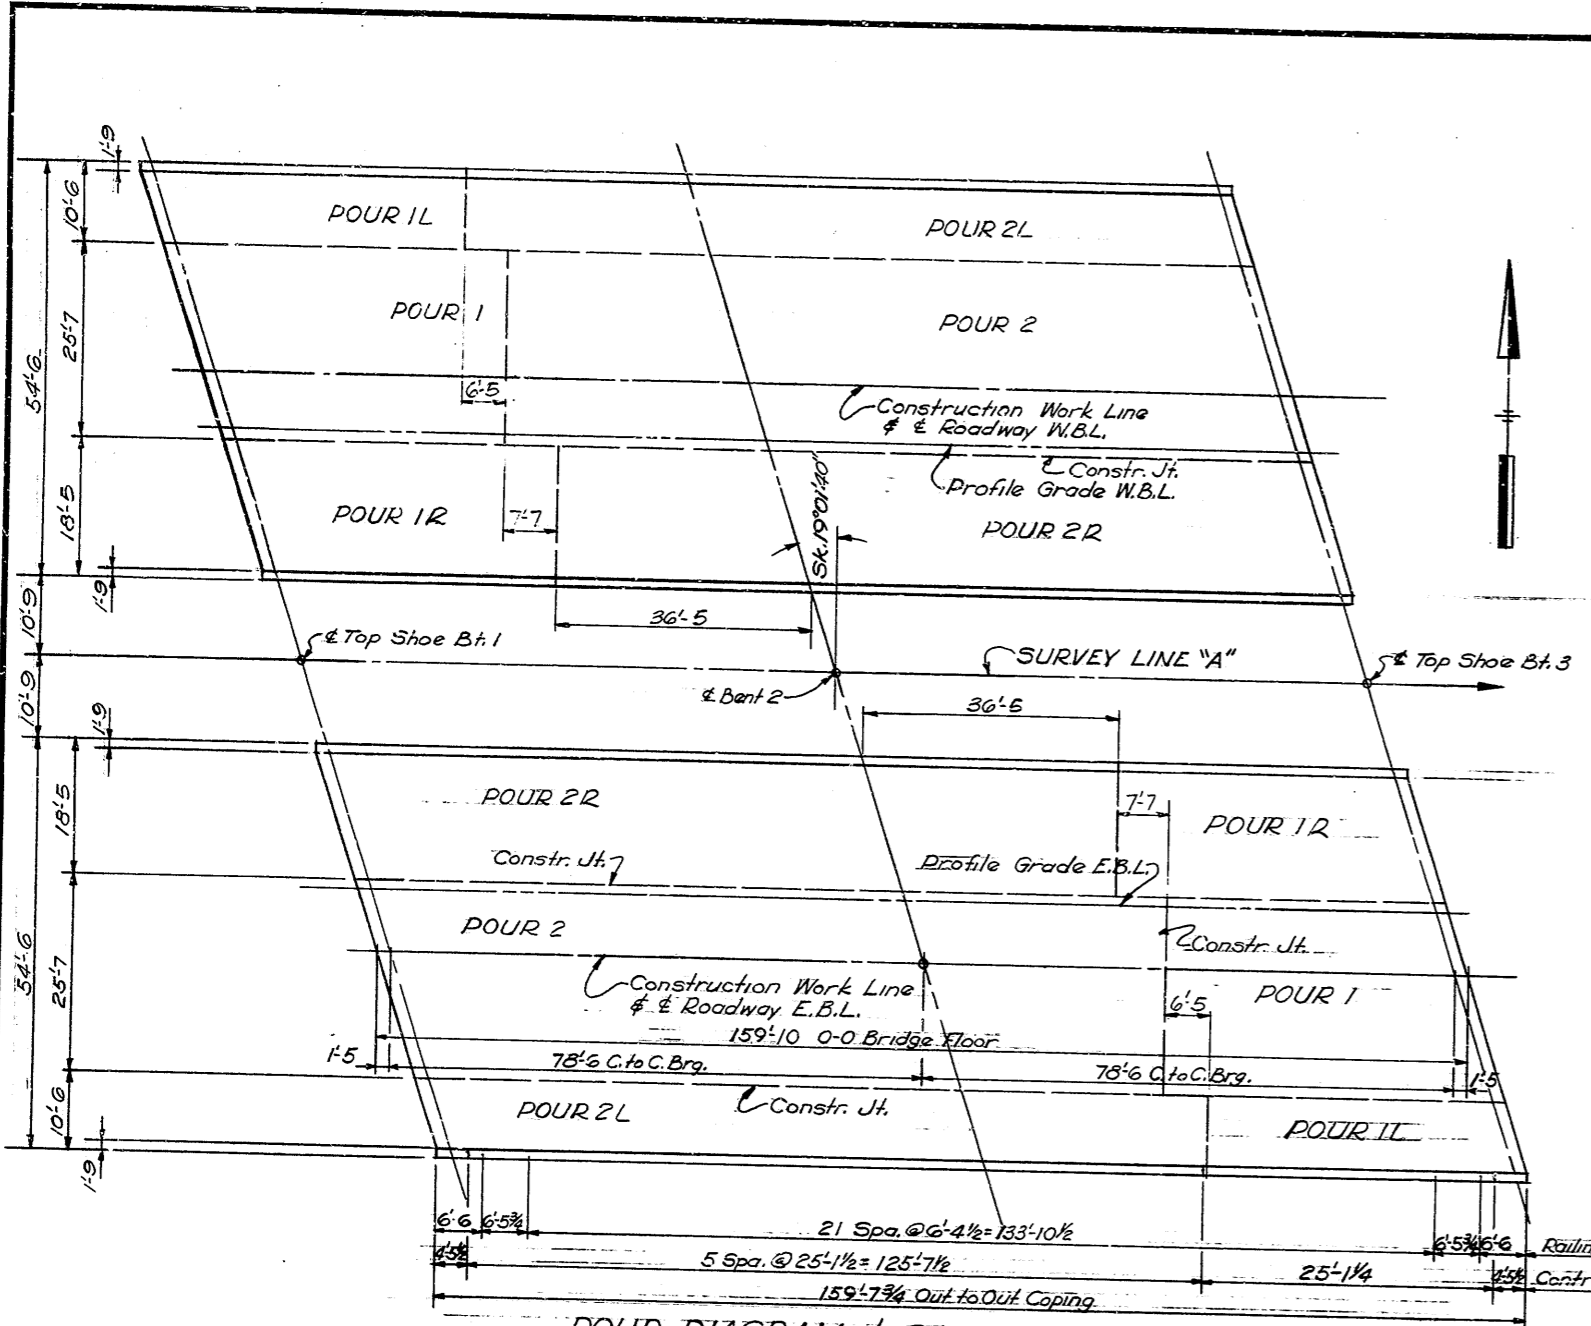 1'-9
10'-6
POUR 1L
POUR 2L
25'-7
54'-6
POUR 1
POUR 2
6'-5
Construction Work Line
& ℄ Roadway W.B.L.
℄ Constr. Jt.
Profile Grade W.B.L.
18'-5
POUR 1R
7'-7
Sk. 19°01'40"
POUR 2R
1'-9
10'-9
36'-5
℄ Top Shoe Bt. 1
SURVEY LINE "A"
℄ Top Shoe Bt. 3
10'-9
℄ Bent 2
36'-5
1'-9
18'-5
POUR 2R
7'-7
POUR 1R
Constr. Jt.
Profile Grade E.B.L.
54'-6
25'-7
POUR 2
Constr. Jt.
Construction Work Line
& ℄ Roadway E.B.L.
6'-5
POUR 1
159'-10 O-O Bridge Floor
1'-5
78'-6 C. to C. Brg.
78'-6 C. to C. Brg.
1'-5
10'-6
POUR 2L
Constr. Jt.
POUR 1L
1'-9
6'-6
6'-5¾
21 Spa. @ 6'-4½ = 133'-10½
6'-5¾
6'-6
4'-5½
5 Spa. @ 25'-1½ = 125'-7½
25'-1¼
4'-5½
159'-7¾ Out to Out Coping
POUR DIAGRAM